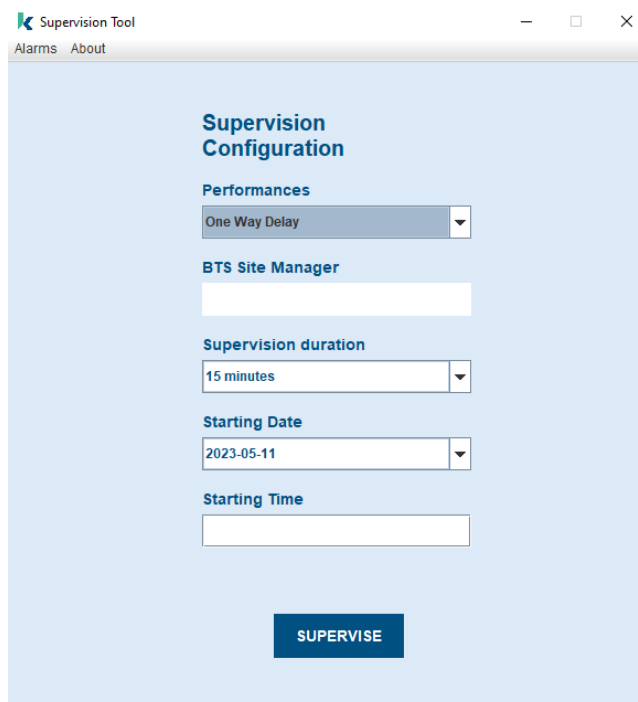 Supervision Tool
Alarms About
Supervision
Configuration
Performances
One Way Delay
BTS Site Manager
Supervision duration
15 minutes
Starting Date
2023-05-11
Starting Time
SUPERVISE